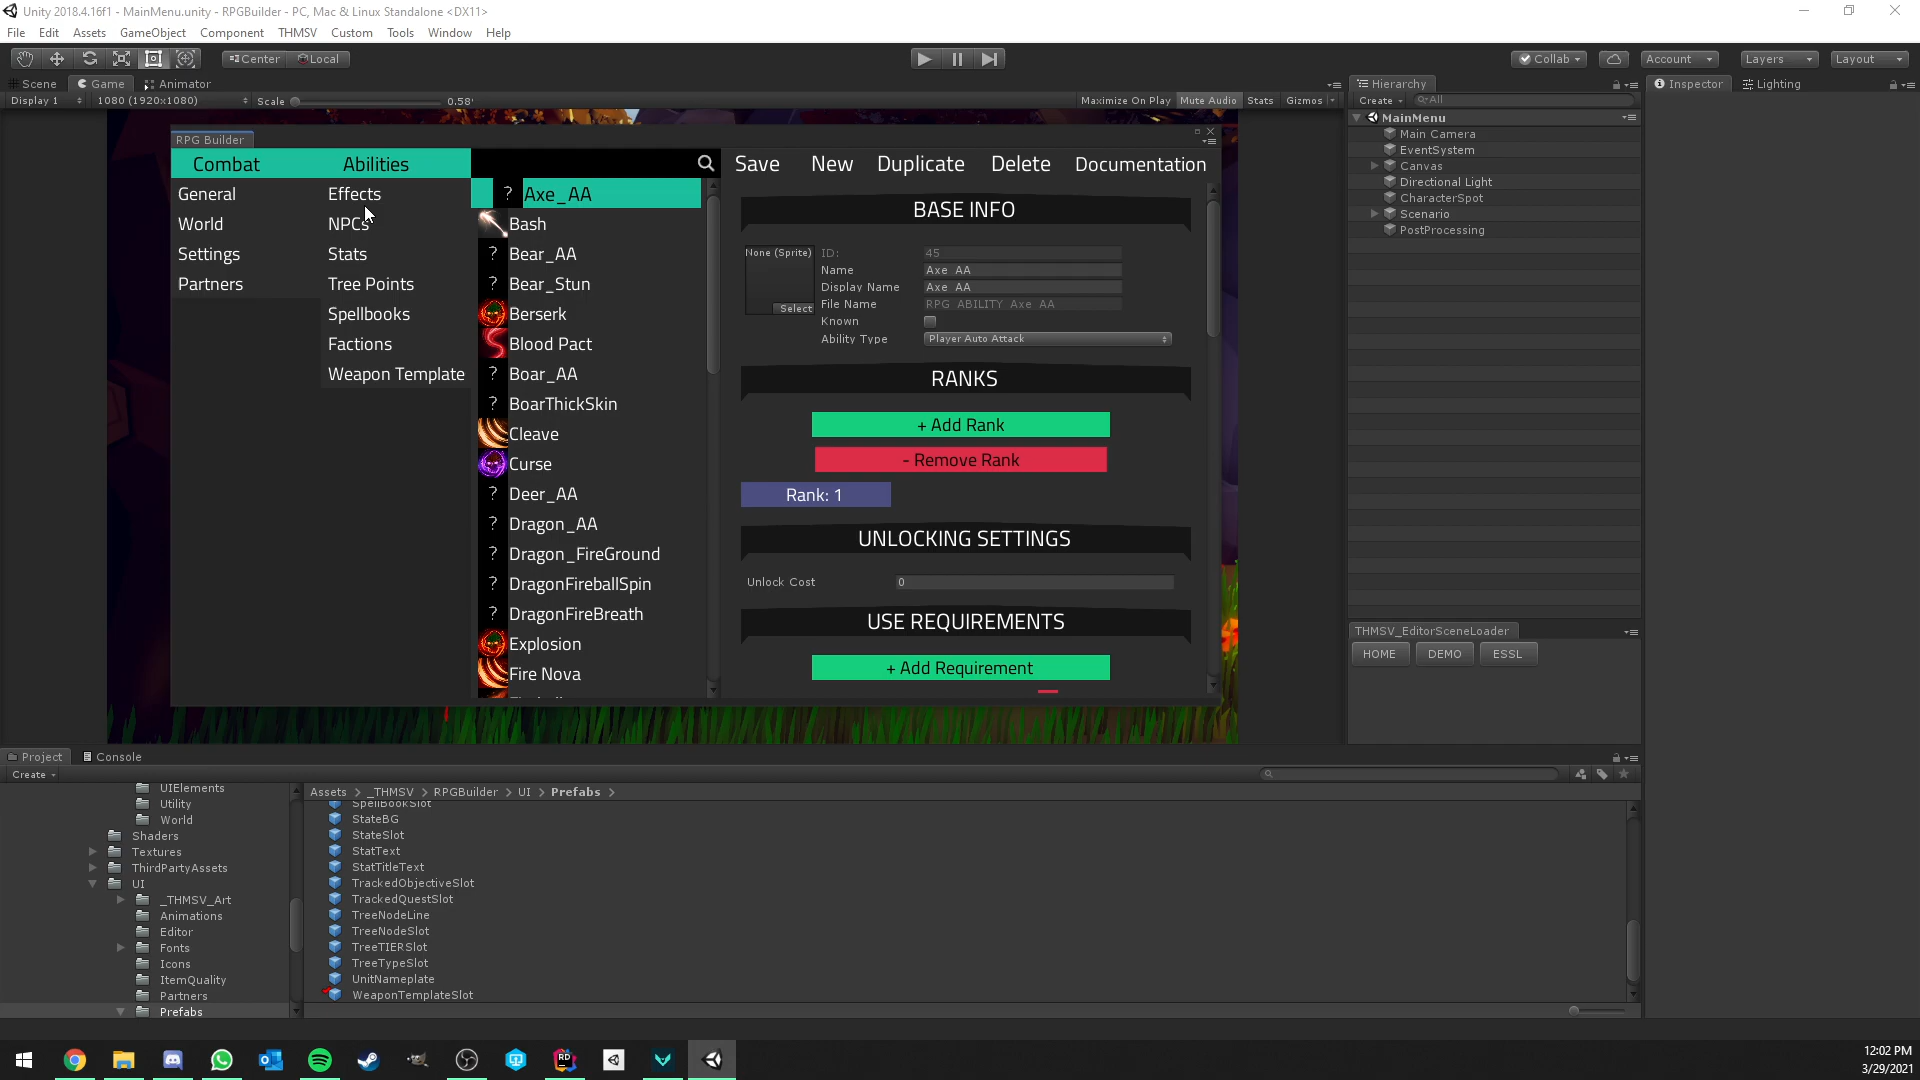 Unity 2018.4.16f1 - MainMenu.unity - RPGBuilder - PC, Mac & Linux Standalone <DX11>
File Edit Assets GameObject Component THMSV Custom Tools Window Help
Center Local
Collab Account Layers Layout
Scene Game Animator
Display 1 1080 (1920x1080) Scale 0.58
Maximize On Play Mute Audio Stats Gizmos
RPG Builder
Combat
General
World
Settings
Partners
Abilities
Effects
NPCs
Stats
Tree Points
Spellbooks
Factions
Weapon Template
? Axe_AA
Bash
? Bear_AA
? Bear_Stun
Berserk
Blood Pact
? Boar_AA
? BoarThickSkin
Cleave
Curse
? Deer_AA
? Dragon_AA
? Dragon_FireGround
? DragonFireballSpin
? DragonFireBreath
Explosion
Fire Nova
Save New Duplicate Delete Documentation
BASE INFO
None (Sprite)
Select
ID: 45
Name Axe AA
Display Name Axe AA
File Name RPG ABILITY Axe AA
Known
Ability Type Player Auto Attack
RANKS
+ Add Rank
- Remove Rank
Rank: 1
UNLOCKING SETTINGS
Unlock Cost 0
USE REQUIREMENTS
+ Add Requirement
Hierarchy
Create All
MainMenu
Main Camera
EventSystem
Canvas
Directional Light
CharacterSpot
Scenario
PostProcessing
THMSV_EditorSceneLoader
HOME DEMO ESSL
Inspector Lighting
Project Console
Create
UIElements
Utility
World
Shaders
Textures
ThirdPartyAssets
UI
_THMSV_Art
Animations
Editor
Fonts
Icons
ItemQuality
Partners
Prefabs
Assets > _THMSV > RPGBuilder > UI > Prefabs >
SpellBookSlot
StateBG
StateSlot
StatText
StatTitleText
TrackedObjectiveSlot
TrackedQuestSlot
TreeNodeLine
TreeNodeSlot
TreeTIERSlot
TreeTypeSlot
UnitNameplate
WeaponTemplateSlot
RD
12:02 PM
3/29/2021